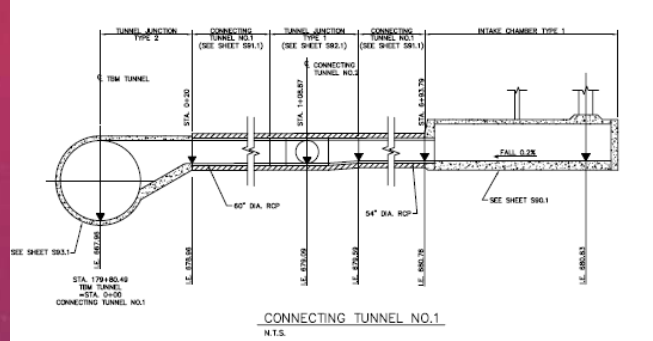 TUNNEL JUNCTION
TYPE 2
CONNECTING
TUNNEL NO.1
(SEE SHEET S91.1)
TUNNEL JUNCTION
TYPE 1
(SEE SHEET S92.1)
CONNECTING
TUNNEL NO.1
(SEE SHEET S91.1)
INTAKE CHAMBER TYPE 1
℄ TBM TUNNEL
STA. 0+20
STA. 1+08.87
℄ CONNECTING
TUNNEL NO.2
STA. 6+93.79
FALL 0.2%
60" DIA. RCP
54" DIA. RCP
SEE SHEET S90.1
SEE SHEET S93.1
I.E. 667.96
I.E. 678.98
I.E. 679.09
I.E. 679.59
I.E. 680.76
I.E. 680.83
STA. 179+80.49
TBM TUNNEL
=STA. 0+00
CONNECTING TUNNEL NO.1
CONNECTING TUNNEL NO.1
N.T.S.